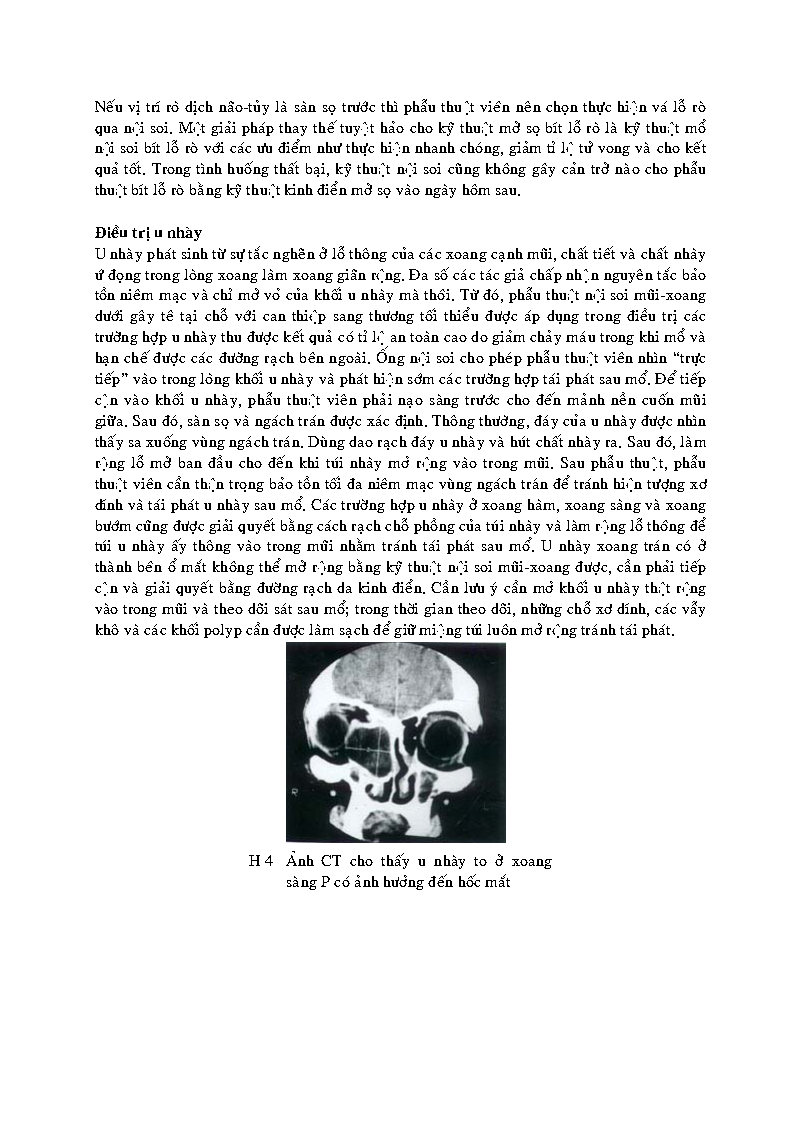 Nếu vị trí rò dịch não-tủy là sàn sọ trước thì phẫu thuật viên nên chọn thực hiện vá lỗ rò
qua nội soi. Một giải pháp thay thế tuyệt hảo cho kỹ thuật mở sọ bít lỗ rò là kỹ thuật mổ
nội soi bít lỗ rò với các ưu điểm như thực hiện nhanh chóng, giảm tỉ lệ tử vong và cho kết
quả tốt. Trong tình huống thất bại, kỹ thuật nội soi cũng không gây cản trở nào cho phẫu
thuật bít lỗ rò bằng kỹ thuật kinh điển mở sọ vào ngày hôm sau.
Điều trị u nhày
U nhày phát sinh từ sự tắc nghẽn ở lỗ thông của các xoang cạnh mũi, chất tiết và chất nhày
ứ đọng trong lòng xoang làm xoang giãn rộng. Đa số các tác giả chấp nhận nguyên tắc bảo
tồn niêm mạc và chỉ mở vỏ của khối u nhày mà thôi. Từ đó, phẫu thuật nội soi mũi-xoang
dưới gây tê tại chỗ với can thiệp sang thương tối thiểu được áp dụng trong điều trị các
trường hợp u nhày thu được kết quả có tỉ lệ an toàn cao do giảm chảy máu trong khi mổ và
hạn chế được các đường rạch bên ngoài. Ống nội soi cho phép phẫu thuật viên nhìn “trực
tiếp” vào trong lòng khối u nhày và phát hiện sớm các trường hợp tái phát sau mổ. Để tiếp
cận vào khối u nhày, phẫu thuật viên phải nạo sàng trước cho đến mảnh nền cuốn mũi
giữa. Sau đó, sàn sọ và ngách trán được xác định. Thông thường, đáy của u nhày được nhìn
thấy sa xuống vùng ngách trán. Dùng dao rạch đáy u nhày và hút chất nhày ra. Sau đó, làm
rộng lỗ mở ban đầu cho đến khi túi nhày mở rộng vào trong mũi. Sau phẫu thuật, phẫu
thuật viên cần thận trọng bảo tồn tối đa niêm mạc vùng ngách trán để tránh hiện tượng xơ
dính và tái phát u nhày sau mổ. Các trường hợp u nhày ở xoang hàm, xoang sàng và xoang
bướm cũng được giải quyết bằng cách rạch chỗ phồng của túi nhày và làm rộng lỗ thông để
túi u nhày ấy thông vào trong mũi nhằm tránh tái phát sau mổ. U nhày xoang trán có ở
thành bên ổ mắt không thể mở rộng bằng kỹ thuật nội soi mũi-xoang được, cần phải tiếp
cận và giải quyết bằng đường rạch da kinh điển. Cần lưu ý cần mở khối u nhày thật rộng
vào trong mũi và theo dõi sát sau mổ; trong thời gian theo dõi, những chỗ xơ dính, các vẩy
khô và các khối polyp cần được làm sạch để giữ miệng túi luôn mở rộng tránh tái phát.
R
L
H 4 Ảnh CT cho thấy u nhày to ở xoang
sàng P có ảnh hưởng đến hốc mắt